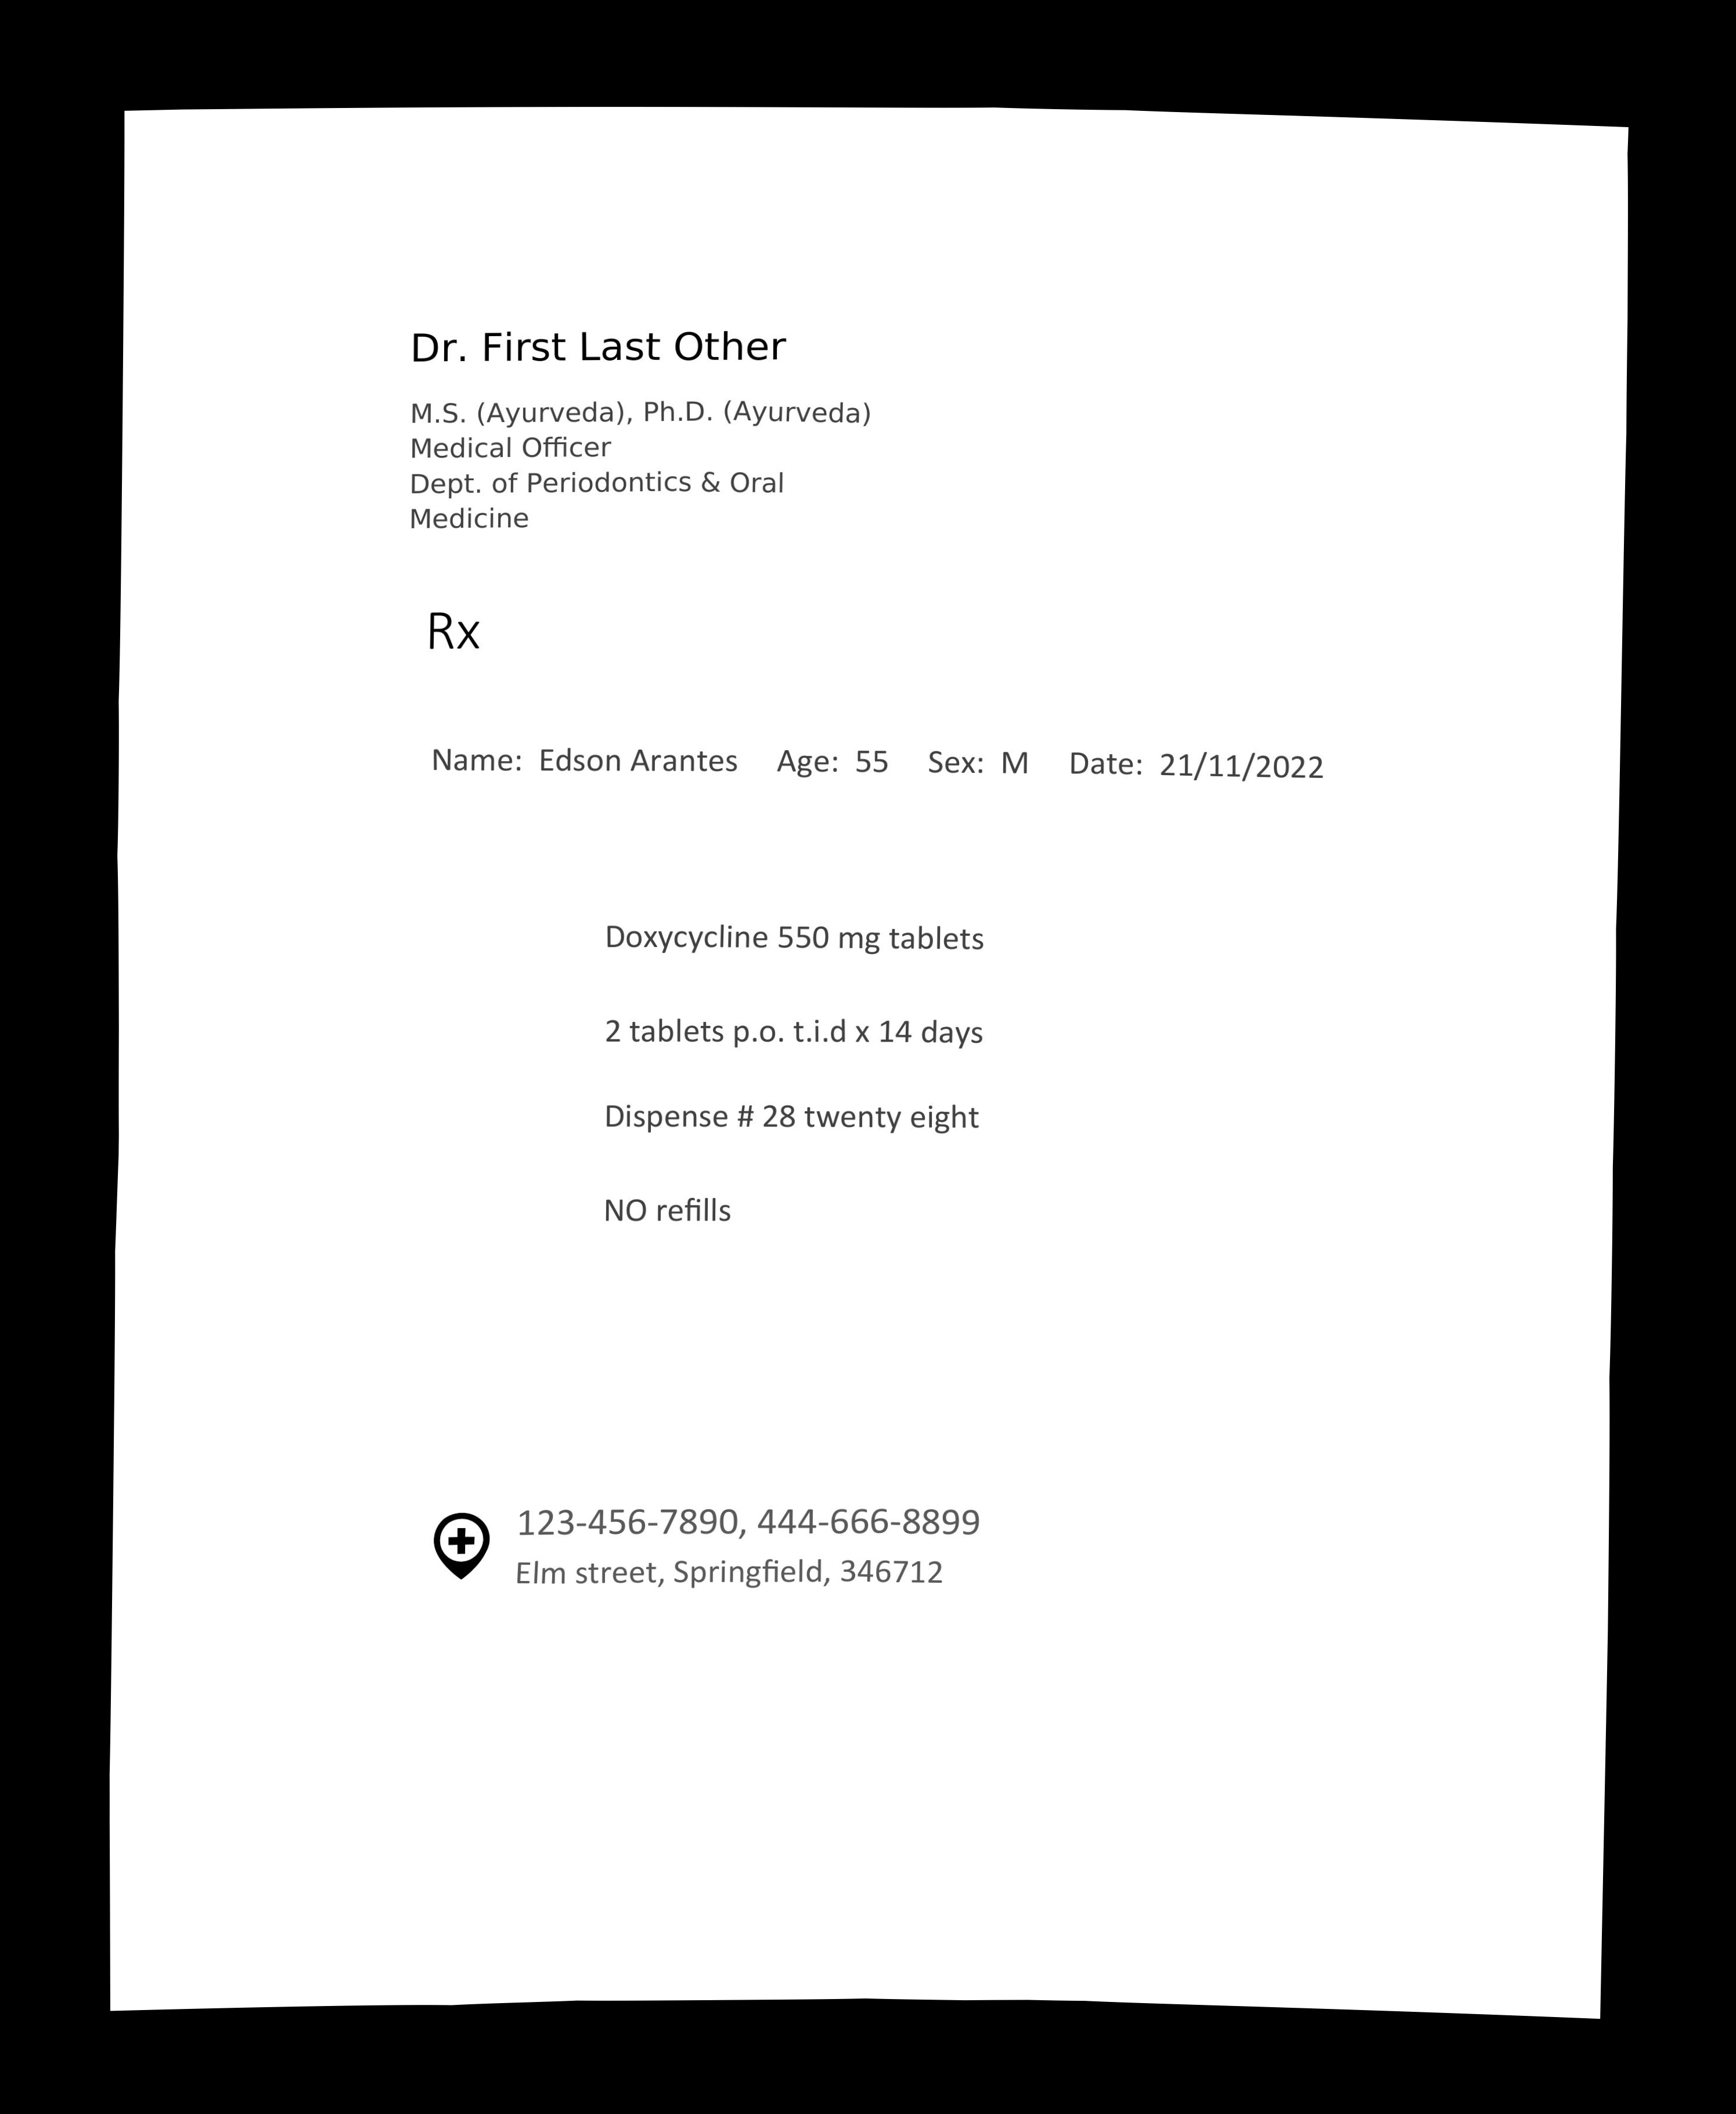 Dr. First Last Other
M.S. (Ayurveda), Ph.D. (Ayurveda)
Medical Officer
Dept. of Periodontics & Oral
Medicine
Rx
Name: Edson Arantes Age: 55 Sex: M Date: 21/11/2022
Doxycycline 550 mg tablets
2 tablets p.o. t.i.d x 14 days
Dispense # 28 twenty eight
NO refills
123-456-7890, 444-666-8899
Elm street, Springfield, 346712